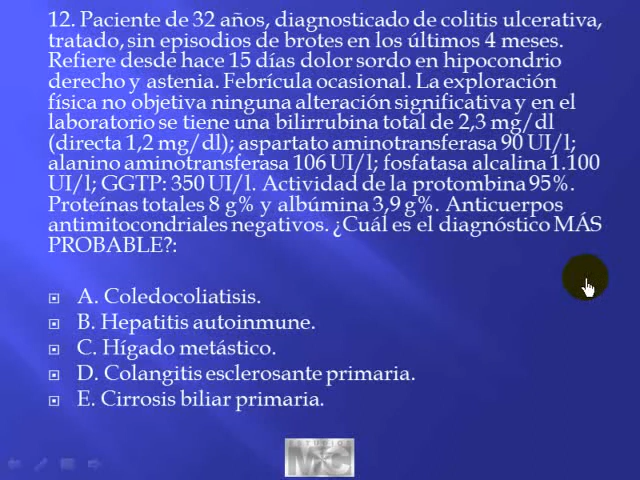 12. Paciente de 32 años, diagnosticado de colitis ulcerativa,
tratado, sin episodios de brotes en los últimos 4 meses.
Refiere desde hace 15 días dolor sordo en hipocondrio
derecho y astenia. Febrícula ocasional. La exploración
física no objetiva ninguna alteración significativa y en el
laboratorio se tiene una bilirrubina total de 2,3 mg/dl
(directa 1,2 mg/dl); aspartato aminotransferasa 90 UI/l;
alanino aminotransferasa 106 UI/l; fosfatasa alcalina 1.100
UI/l; GGTP: 350 UI/l. Actividad de la protombina 95%.
Proteínas totales 8 g% y albúmina 3,9 g%. Anticuerpos
antimitocondriales negativos. ¿Cuál es el diagnóstico MÁS
PROBABLE?:
A. Coledocoliatisis.
B. Hepatitis autoinmune.
C. Hígado metástico.
D. Colangitis esclerosante primaria.
E. Cirrosis biliar primaria.
ESTUDIOS
MC